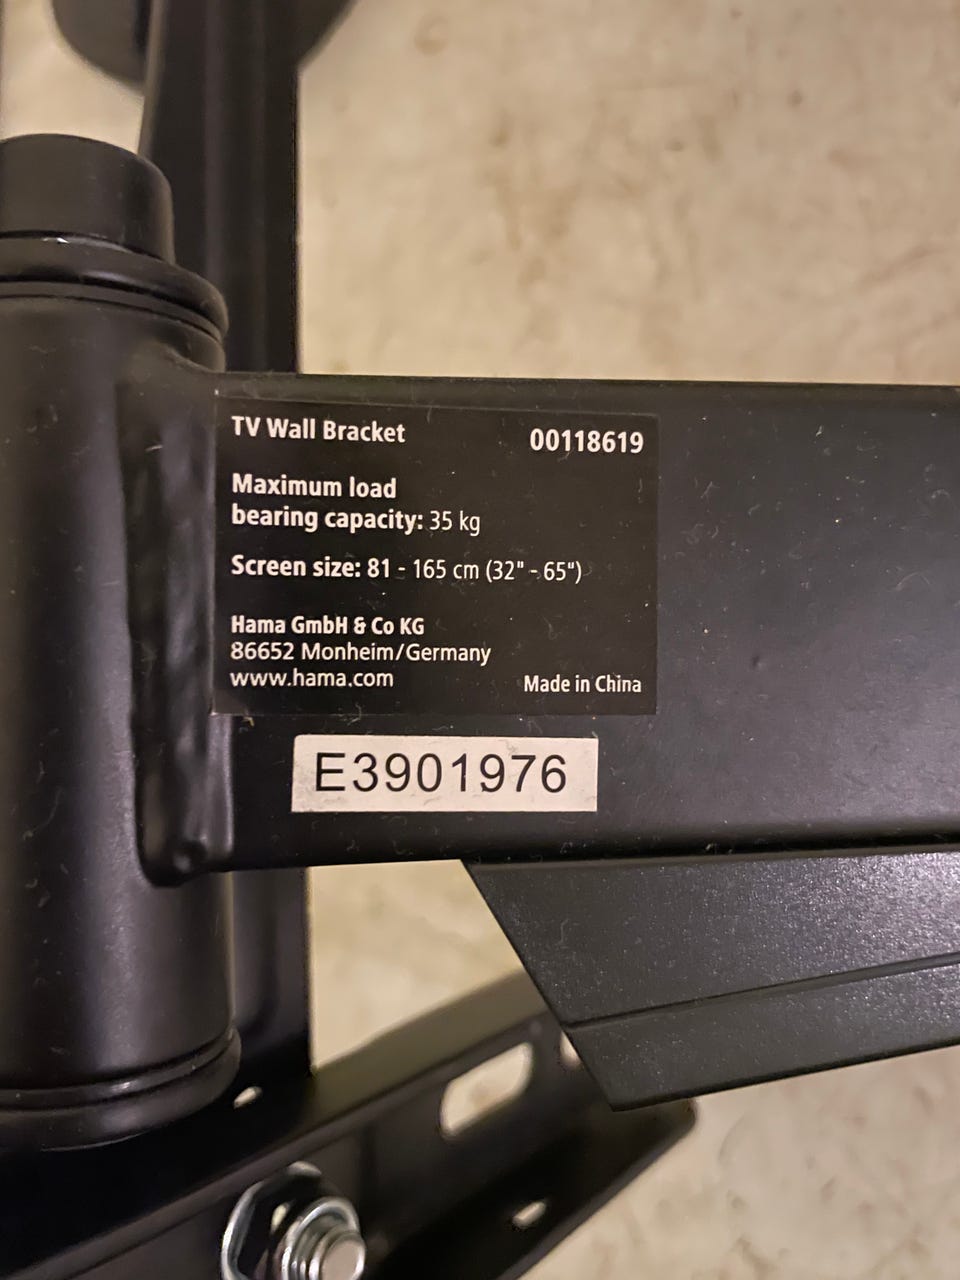 TV Wall Bracket 00118619
Maximum load
bearing capacity: 35 kg
Screen size: 81 - 165 cm (32" - 65")
Hama GmbH & Co KG
86652 Monheim/Germany
www.hama.com Made in China
E3901976